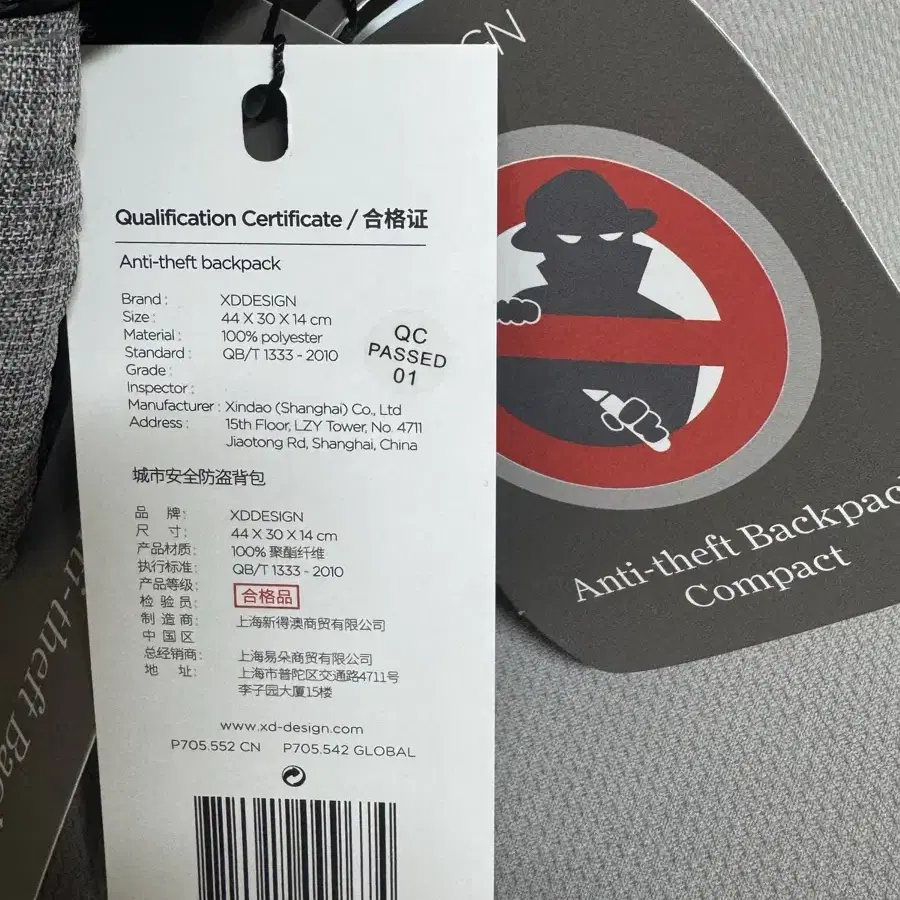 Qualification Certificate / 合格证
Anti-theft backpack
Brand : XDDESIGN
Size : 44 X 30 X 14 cm
Material : 100% polyester
Standard : QB/T 1333 - 2010
Grade :
Inspector :
Manufacturer : Xindao (Shanghai) Co., Ltd
Address : 15th Floor, LZY Tower, No. 4711
Jiaotong Rd, Shanghai, China
QC
PASSED
01
城市安全防盗背包
品 牌: XDDESIGN
尺 寸: 44 X 30 X 14 cm
产品材质: 100% 聚酯纤维
执行标准: QB/T 1333 - 2010
产品等级: 合格品
检 验 员:
制 造 商: 上海新得澳商贸有限公司
中 国 区
总经销商: 上海易朵商贸有限公司
地 址: 上海市普陀区交通路4711号
李子园大厦15楼
www.xd-design.com
P705.552 CN P705.542 GLOBAL
Anti-theft Backpack
Compact